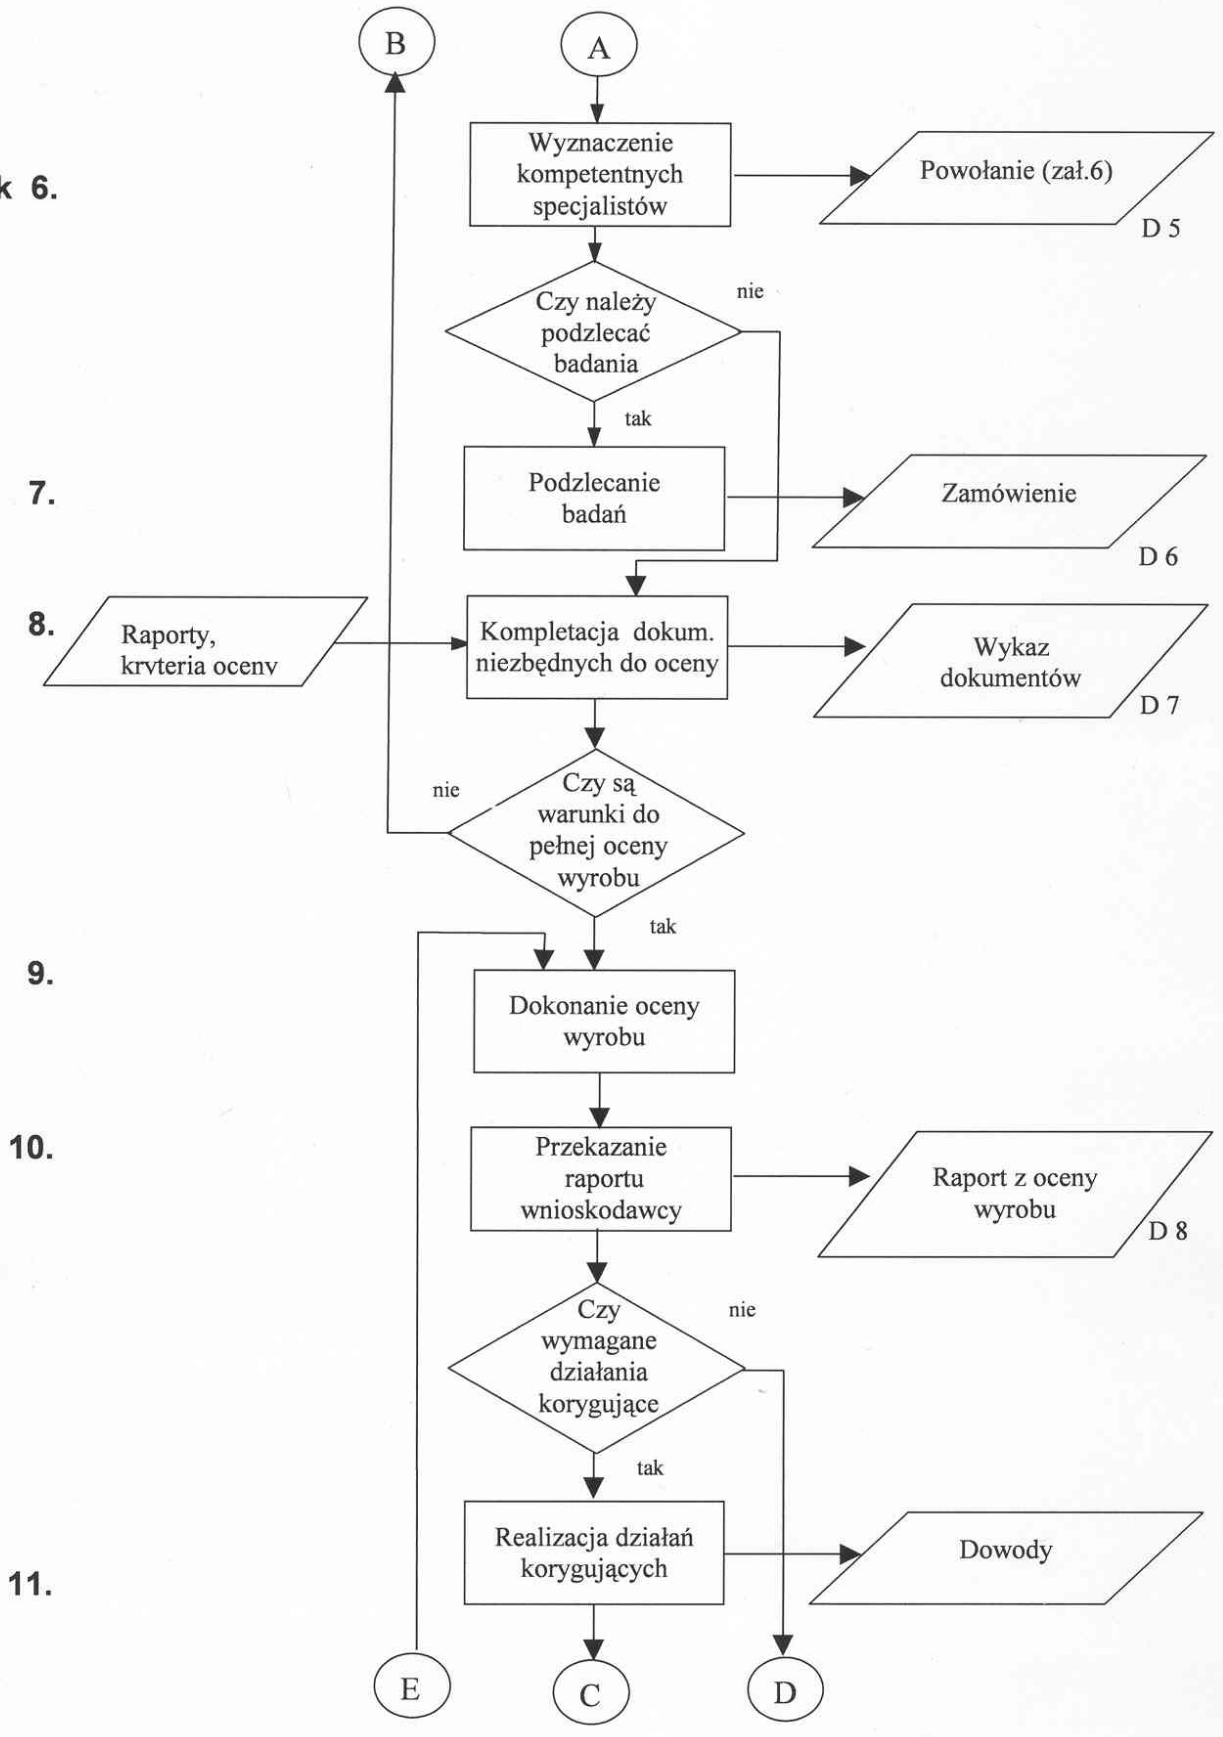 B
A
Wyznaczenie
kompetentnych
specjalistów
k 6.
Powołanie (zał.6)
D 5
Czy należy
podzlecać
badania
nie
tak
7.
Podzlecanie
badań
Zamówienie
D 6
8.
Raporty,
kryteria oceny
Kompletacja dokum.
niezbędnych do oceny
Wykaz
dokumentów
D 7
nie
Czy są
warunki do
pełnej oceny
wyrobu
tak
9.
Dokonanie oceny
wyrobu
10.
Przekazanie
raportu
wnioskodawcy
Raport z oceny
wyrobu
D 8
Czy
wymagane
działania
korygujące
nie
tak
11.
Realizacja działań
korygujących
Dowody
E
C
D